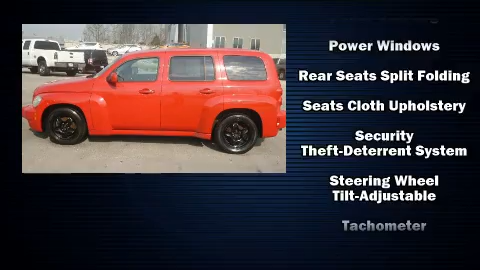 Power Windows
Rear Seats Split Folding
Seats Cloth Upholstery
Security
Theft-Deterrent System
Steering Wheel
Tilt-Adjustable
Tachometer